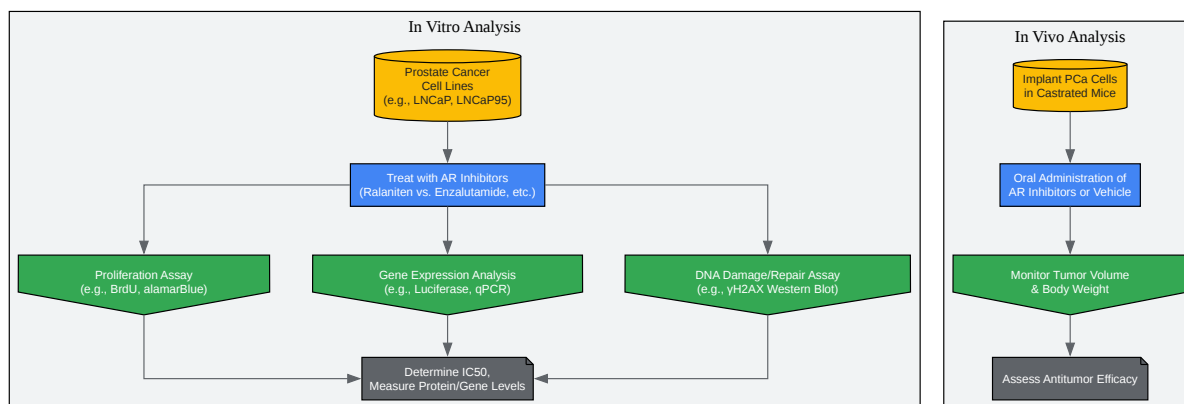 In Vitro Analysis
Prostate Cancer
Cell Lines
(e.g., LNCaP, LNCaP95)
Treat with AR Inhibitors
(Ralaniten vs. Enzalutamide, etc.)
Proliferation Assay
(e.g., BrdU, alamarBlue)
Gene Expression Analysis
(e.g., Luciferase, qPCR)
DNA Damage/Repair Assay
(e.g., γH2AX Western Blot)
Determine IC50,
Measure Protein/Gene Levels
In Vivo Analysis
Implant PCa Cells
in Castrated Mice
Oral Administration of
AR Inhibitors or Vehicle
Monitor Tumor Volume
& Body Weight
Assess Antitumor Efficacy